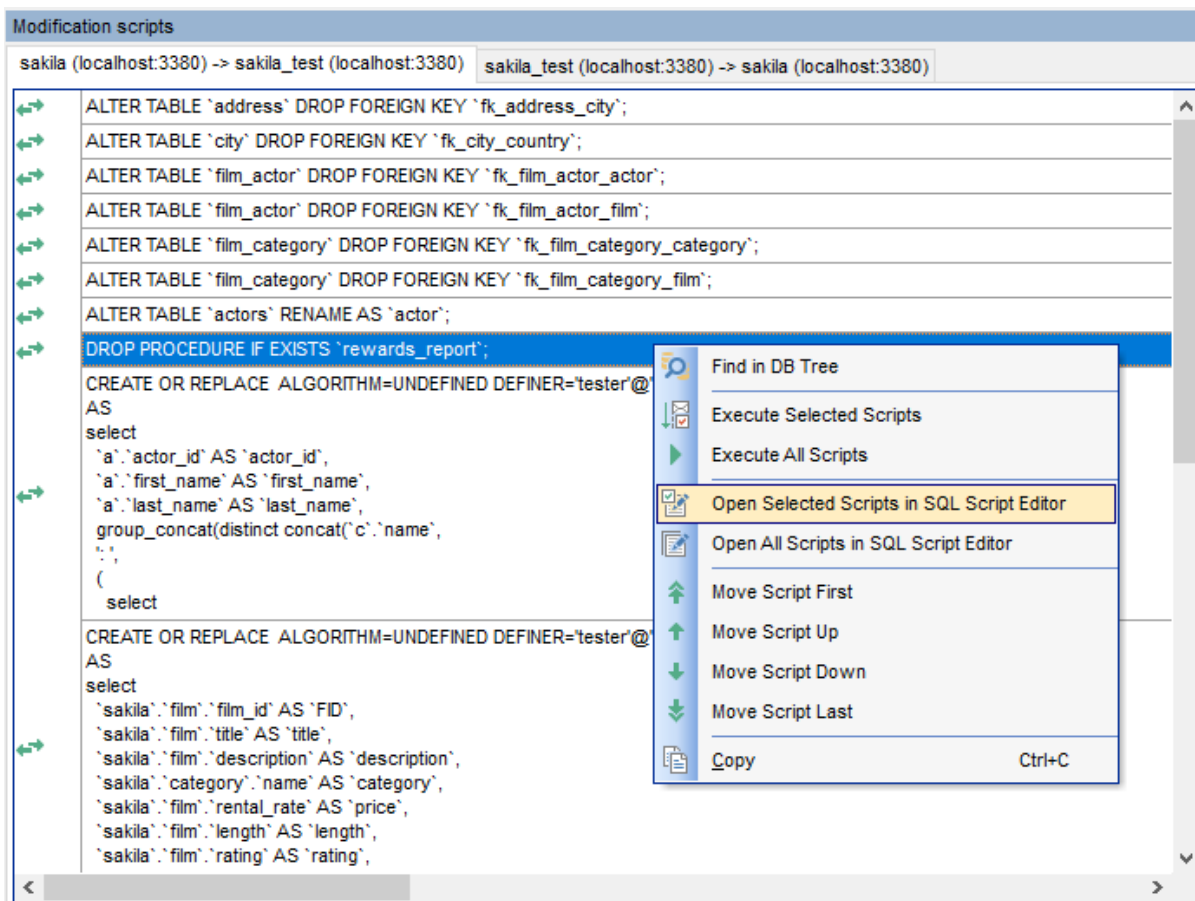 Modification scripts
sakila (localhost:3380) -> sakila_test (localhost:3380)
sakila_test (localhost:3380) -> sakila (localhost:3380)
ALTER TABLE `address` DROP FOREIGN KEY `fk_address_city`;
ALTER TABLE `city` DROP FOREIGN KEY `fk_city_country`;
ALTER TABLE `film_actor` DROP FOREIGN KEY `fk_film_actor_actor`;
ALTER TABLE `film_actor` DROP FOREIGN KEY `fk_film_actor_film`;
ALTER TABLE `film_category` DROP FOREIGN KEY `fk_film_category_category`;
ALTER TABLE `film_category` DROP FOREIGN KEY `fk_film_category_film`;
ALTER TABLE `actors` RENAME AS `actor`;
DROP PROCEDURE IF EXISTS `rewards_report`;
CREATE OR REPLACE  ALGORITHM=UNDEFINED DEFINER='tester'@'
AS
select
`a`.`actor_id` AS `actor_id`,
`a`.`first_name` AS `first_name`,
`a`.`last_name` AS `last_name`,
group_concat(distinct concat(`c`.`name`,
': ',
(
select
CREATE OR REPLACE  ALGORITHM=UNDEFINED DEFINER='tester'@'
AS
select
`sakila`.`film`.`film_id` AS `FID`,
`sakila`.`film`.`title` AS `title`,
`sakila`.`film`.`description` AS `description`,
`sakila`.`category`.`name` AS `category`,
`sakila`.`film`.`rental_rate` AS `price`,
`sakila`.`film`.`length` AS `length`,
`sakila`.`film`.`rating` AS `rating`,
Find in DB Tree
Execute Selected Scripts
Execute All Scripts
Open Selected Scripts in SQL Script Editor
Open All Scripts in SQL Script Editor
Move Script First
Move Script Up
Move Script Down
Move Script Last
Copy Ctrl+C